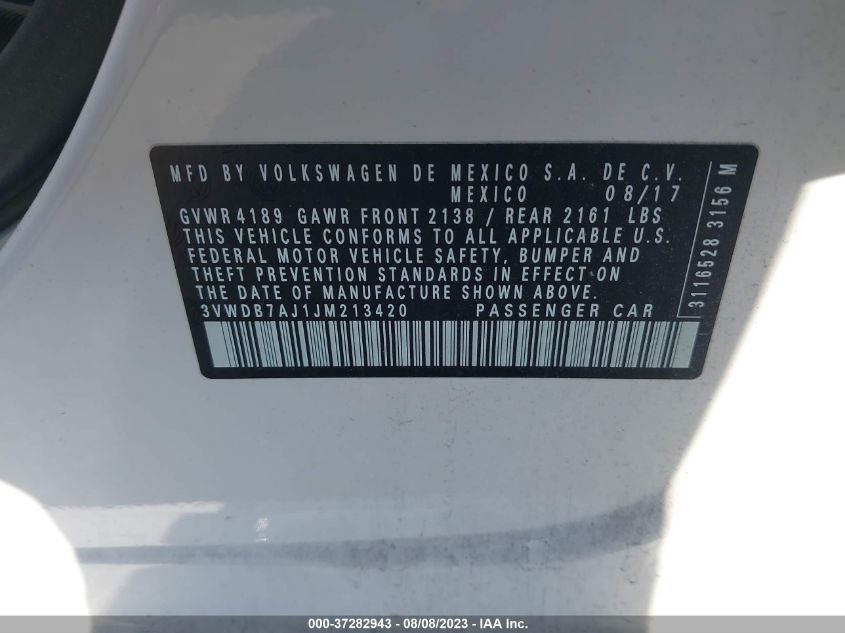 MFD BY VOLKSWAGEN DE MEXICO S.A. DE C.V.
MEXICO 08/17
GVWR 4189 GAWR FRONT 2138 / REAR 2161 LBS
THIS VEHICLE CONFORMS TO ALL APPLICABLE U.S.
FEDERAL MOTOR VEHICLE SAFETY, BUMPER AND
THEFT PREVENTION STANDARDS IN EFFECT ON
THE DATE OF MANUFACTURE SHOWN ABOVE.
3VWDB7AJ1JM213420 PASSENGER CAR
3116528 3156 M
000-37282943 - 08/08/2023 - IAA Inc.